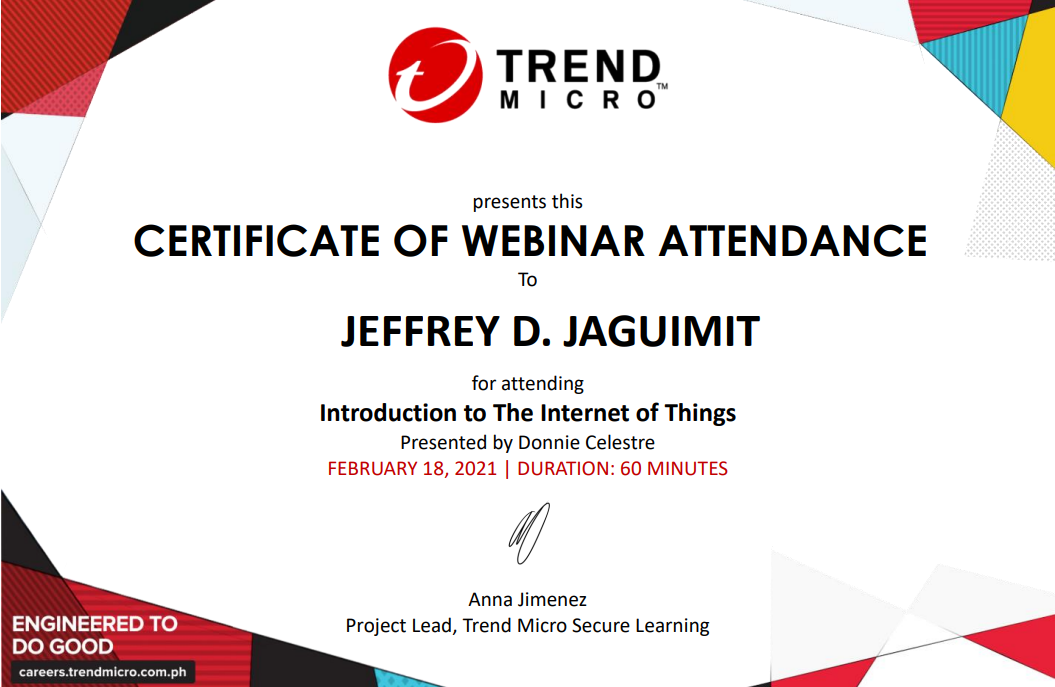 TREND
MICRO™
presents this
CERTIFICATE OF WEBINAR ATTENDANCE
To
JEFFREY D. JAGUIMIT
for attending
Introduction to The Internet of Things
Presented by Donnie Celestre
FEBRUARY 18, 2021 | DURATION: 60 MINUTES
Anna Jimenez
Project Lead, Trend Micro Secure Learning
ENGINEERED TO
DO GOOD
careers.trendmicro.com.ph